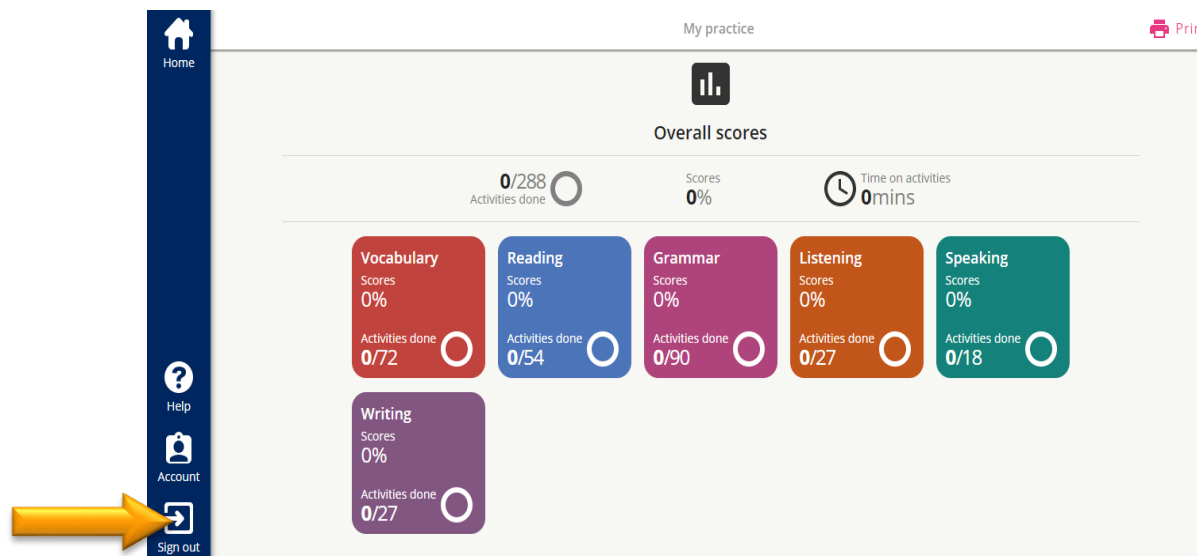 My practice
Home
Overall scores
0/288
Activities done
Scores
0%
Time on activities
0mins
Vocabulary
Scores
0%
Activities done
0/72
Reading
Scores
0%
Activities done
0/54
Grammar
Scores
0%
Activities done
0/90
Listening
Scores
0%
Activities done
0/27
Speaking
Scores
0%
Activities done
0/18
Writing
Scores
0%
Activities done
0/27
Help
Account
Sign out